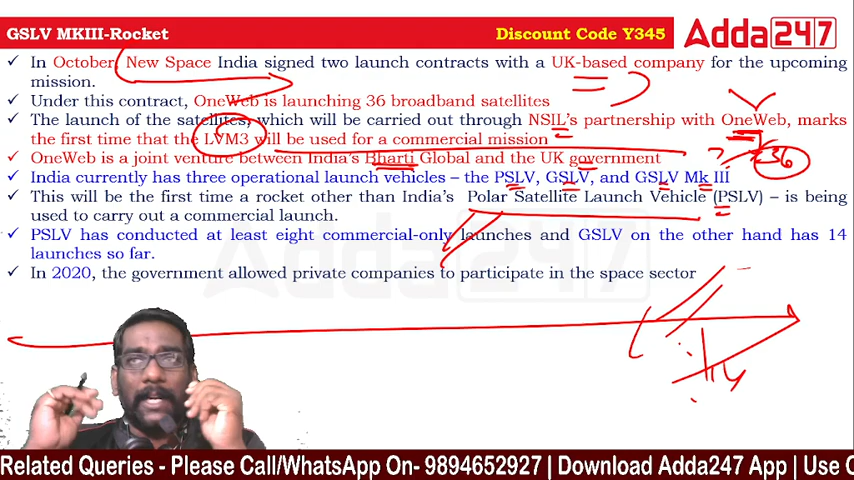 GSLV MKIII-Rocket
Discount Code Y345
Adda247
✓ In October, New Space India signed two launch contracts with a UK-based company for the upcoming
mission.
✓ Under this contract, OneWeb is launching 36 broadband satellites
✓ The launch of the satellites, which will be carried out through NSIL's partnership with OneWeb, marks
the first time that the LVM3 will be used for a commercial mission
✓ OneWeb is a joint venture between India's Bharti Global and the UK government
✓ India currently has three operational launch vehicles – the PSLV, GSLV, and GSLV Mk III
✓ This will be the first time a rocket other than India's Polar Satellite Launch Vehicle (PSLV) – is being
used to carry out a commercial launch.
✓ PSLV has conducted at least eight commercial-only launches and GSLV on the other hand has 14
launches so far.
✓ In 2020, the government allowed private companies to participate in the space sector
36
Related Queries - Please Call/WhatsApp On- 9894652927 | Download Adda247 App | Use C